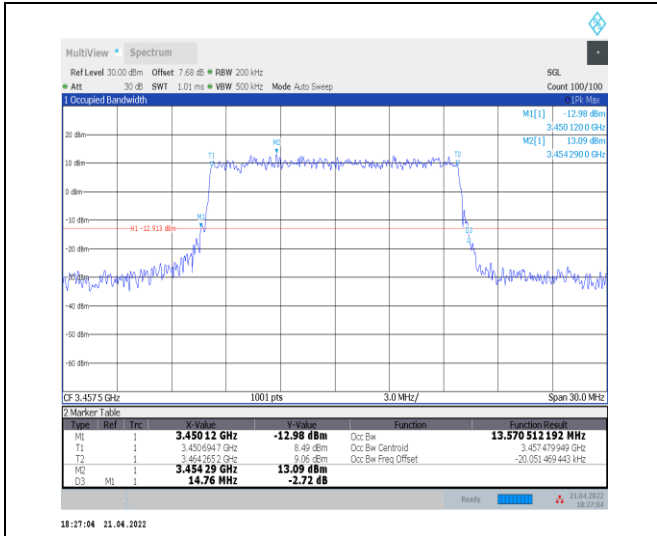 MultiView Spectrum
Ref Level 30.00 dBm Offset 7.68 dB RBW 200 kHz SGL
Att 30 dB SWT 1.01 ms VBW 500 kHz Mode Auto Sweep Count 100/100
1 Occupied Bandwidth 1Pk Max
M1[1] -12.98 dBm
3.450 120 0 GHz
M2[1] 13.09 dBm
3.454 290 0 GHz
20 dBm
M2
T1 T2
10 dBm
0 dBm
-10 dBm
M1
H1 -12.913 dBm
D3
-20 dBm
-30 dBm
-40 dBm
-50 dBm
-60 dBm
CF 3.457 5 GHz 1001 pts 3.0 MHz/ Span 30.0 MHz
2 Marker Table
Type Ref Trc X-Value Y-Value Function Function Result
M1 1 3.450 12 GHz -12.98 dBm Occ Bw 13.570 512 192 MHz
T1 1 3.450 694 7 GHz 8.49 dBm Occ Bw Centroid 3.457 479 949 GHz
T2 1 3.464 265 2 GHz 9.06 dBm Occ Bw Freq Offset -20.051 469 443 kHz
M2 1 3.454 29 GHz 13.09 dBm
D3 M1 1 14.76 MHz -2.72 dB
Ready 21.04.2022
18:27:04
18:27:04 21.04.2022